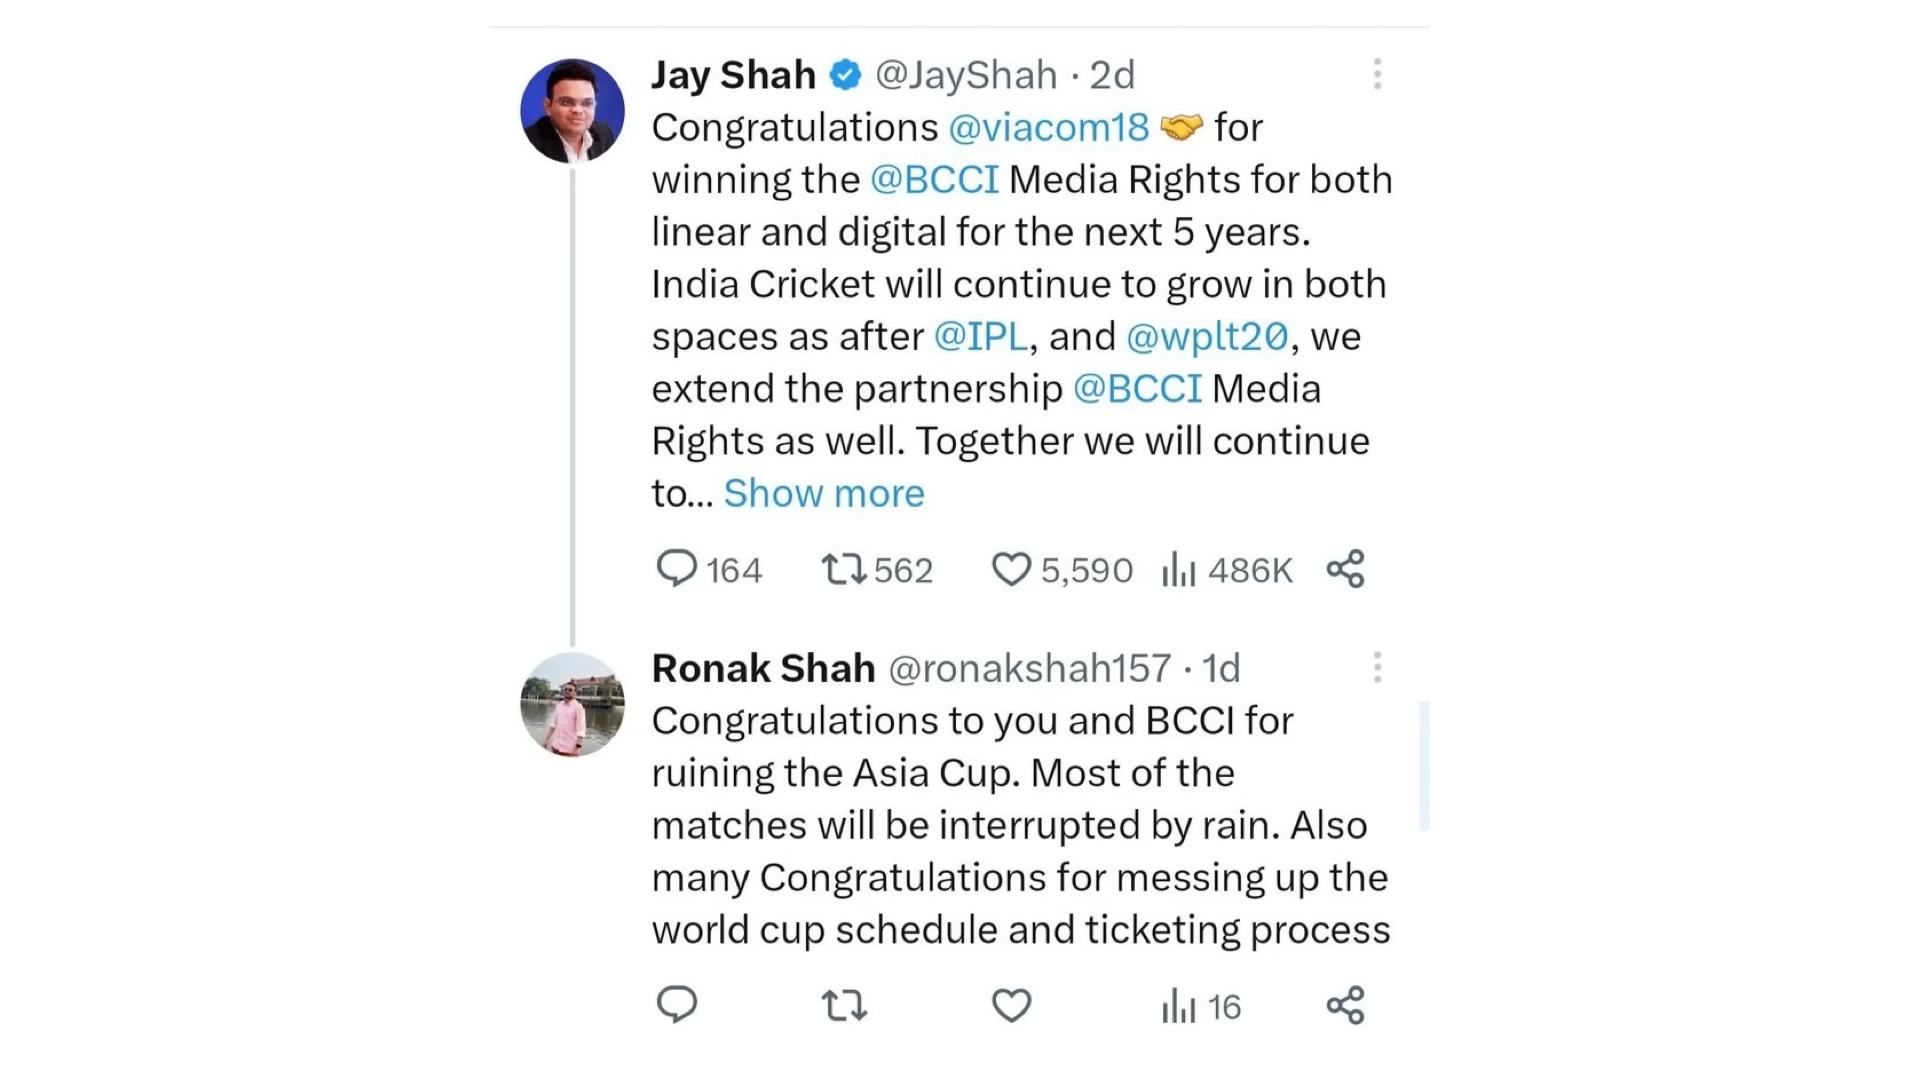 Jay Shah @JayShah · 2d
Congratulations @viacom18 🤝 for
winning the @BCCI Media Rights for both
linear and digital for the next 5 years.
India Cricket will continue to grow in both
spaces as after @IPL, and @wplt20, we
extend the partnership @BCCI Media
Rights as well. Together we will continue
to... Show more
164 562 5,590 486K
Ronak Shah @ronakshah157 · 1d
Congratulations to you and BCCI for
ruining the Asia Cup. Most of the
matches will be interrupted by rain. Also
many Congratulations for messing up the
world cup schedule and ticketing process
16